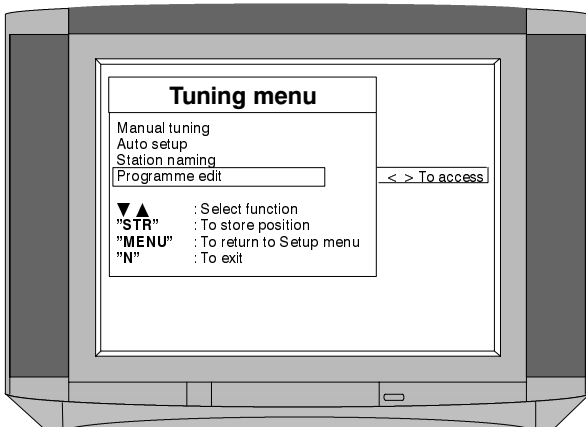 Tuning menu
Manual tuning
Auto setup
Station naming
Programme edit
< > To access
▼ ▲ : Select function
”STR” : To store position
”MENU” : To return to Setup menu
”N” : To exit